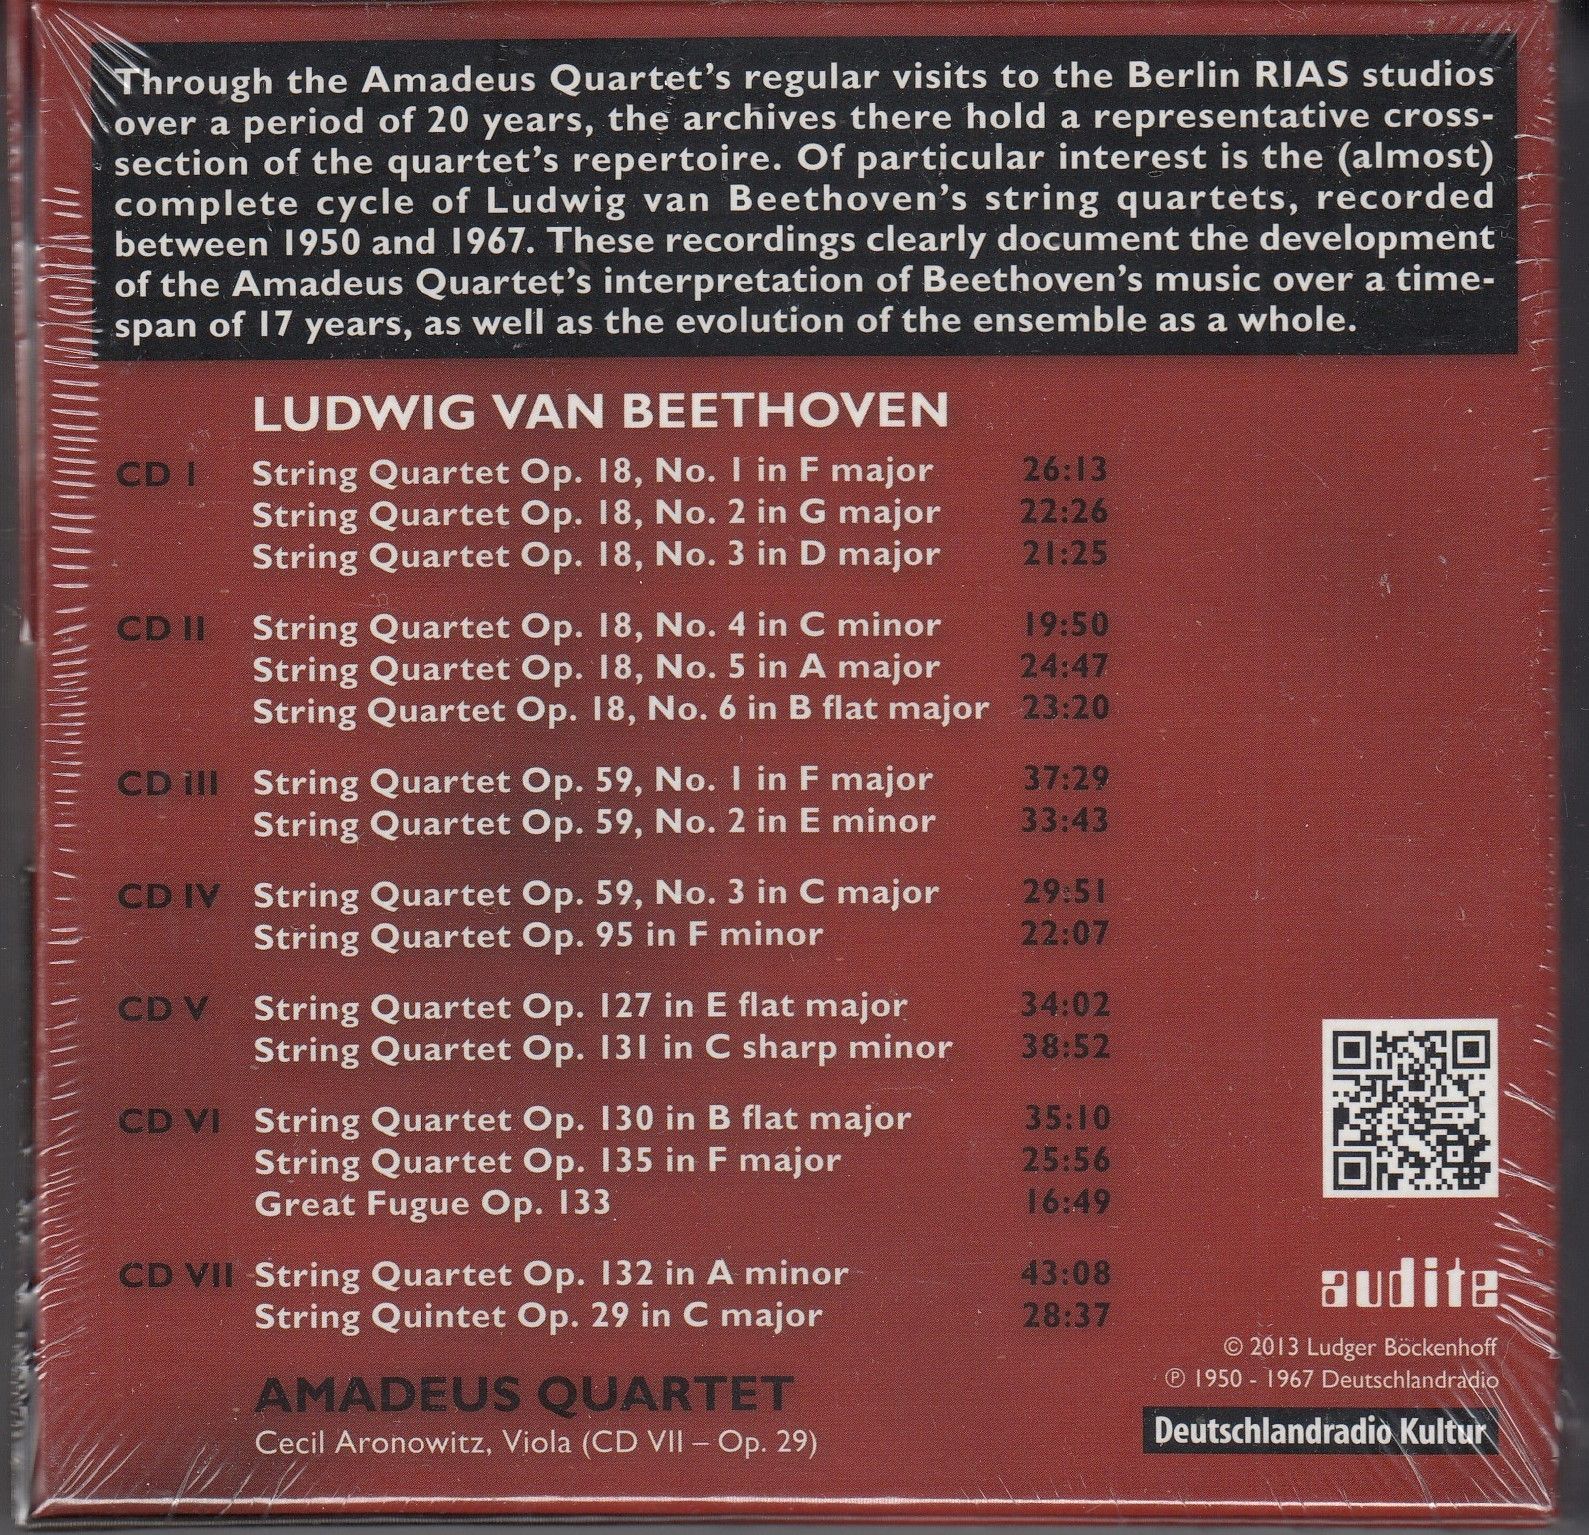 Through the Amadeus Quartet's regular visits to the Berlin RIAS studios
over a period of 20 years, the archives there hold a representative cross-
section of the quartet's repertoire. Of particular interest is the (almost)
complete cycle of Ludwig van Beethoven's string quartets, recorded
between 1950 and 1967. These recordings clearly document the development
of the Amadeus Quartet's interpretation of Beethoven's music over a time-
span of 17 years, as well as the evolution of the ensemble as a whole.
LUDWIG VAN BEETHOVEN
CD I String Quartet Op. 18, No. 1 in F major 26:13
String Quartet Op. 18, No. 2 in G major 22:26
String Quartet Op. 18, No. 3 in D major 21:25
CD II String Quartet Op. 18, No. 4 in C minor 19:50
String Quartet Op. 18, No. 5 in A major 24:47
String Quartet Op. 18, No. 6 in B flat major 23:20
CD iII String Quartet Op. 59, No. 1 in F major 37:29
String Quartet Op. 59, No. 2 in E minor 33:43
CD IV String Quartet Op. 59, No. 3 in C major 29:51
String Quartet Op. 95 in F minor 22:07
CD V String Quartet Op. 127 in E flat major 34:02
String Quartet Op. 131 in C sharp minor 38:52
CD VI String Quartet Op. 130 in B flat major 35:10
String Quartet Op. 135 in F major 25:56
Great Fugue Op. 133 16:49
CD VII String Quartet Op. 132 in A minor 43:08
String Quintet Op. 29 in C major 28:37
AMADEUS QUARTET
Cecil Aronowitz, Viola (CD VII – Op. 29)
audite
© 2013 Ludger Böckenhoff
℗ 1950 - 1967 Deutschlandradio
Deutschlandradio Kultur